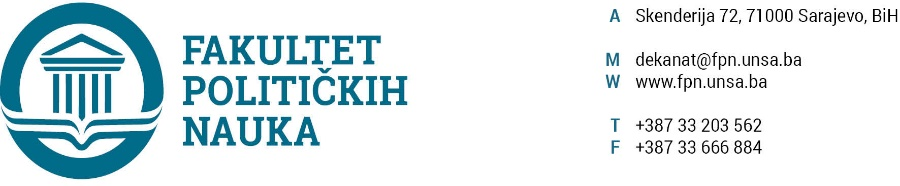 FAKULTET
POLITIČKIH
NAUKA
A Skenderija 72, 71000 Sarajevo, BiH
M dekanat@fpn.unsa.ba
W www.fpn.unsa.ba
T +387 33 203 562
F +387 33 666 884